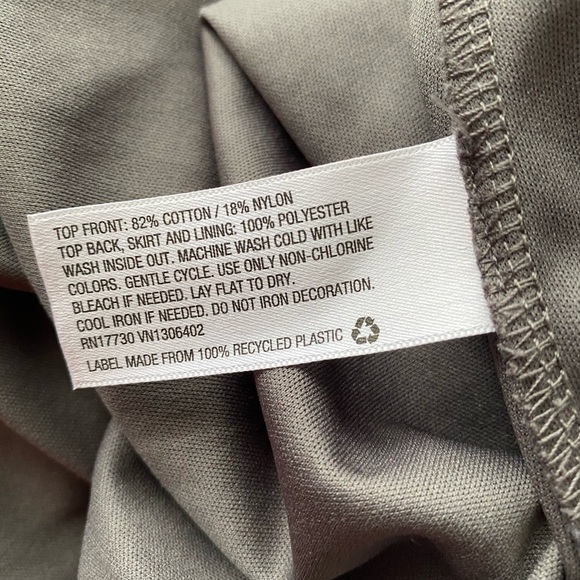 TOP FRONT: 82% COTTON / 18% NYLON
TOP BACK, SKIRT AND LINING: 100% POLYESTER
WASH INSIDE OUT. MACHINE WASH COLD WITH LIKE
COLORS. GENTLE CYCLE. USE ONLY NON-CHLORINE
BLEACH IF NEEDED. LAY FLAT TO DRY.
COOL IRON IF NEEDED. DO NOT IRON DECORATION.
RN17730 VN1306402
LABEL MADE FROM 100% RECYCLED PLASTIC